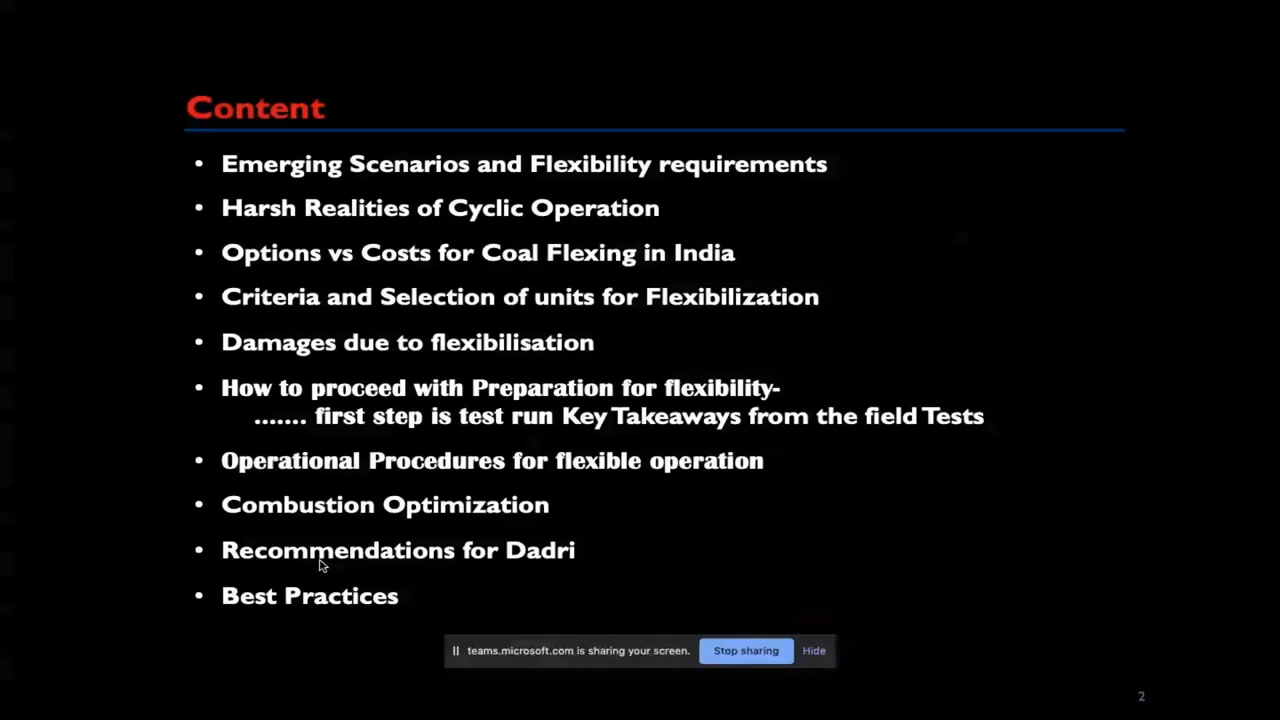 Content
• Emerging Scenarios and Flexibility requirements
• Harsh Realities of Cyclic Operation
• Options vs Costs for Coal Flexing in India
• Criteria and Selection of units for Flexibilization
• Damages due to flexibilisation
• How to proceed with Preparation for flexibility-
....... first step is test run Key Takeaways from the field Tests
• Operational Procedures for flexible operation
• Combustion Optimization
• Recommendations for Dadri
• Best Practices
teams.microsoft.com is sharing your screen. Stop sharing Hide
2